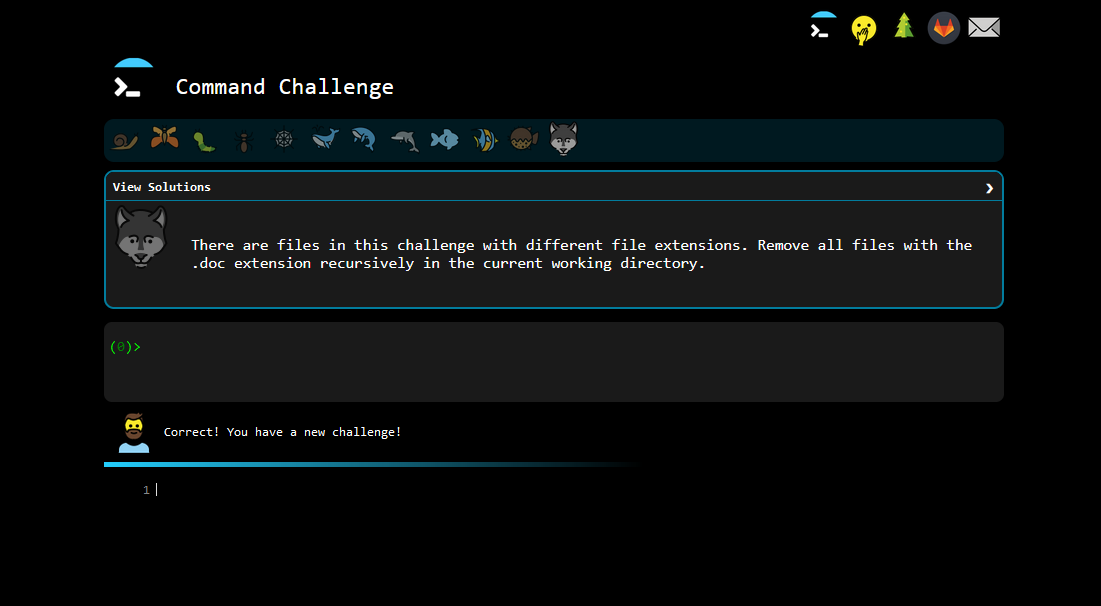 Command Challenge
View Solutions
There are files in this challenge with different file extensions. Remove all files with the
.doc extension recursively in the current working directory.
(0)>
Correct! You have a new challenge!
1